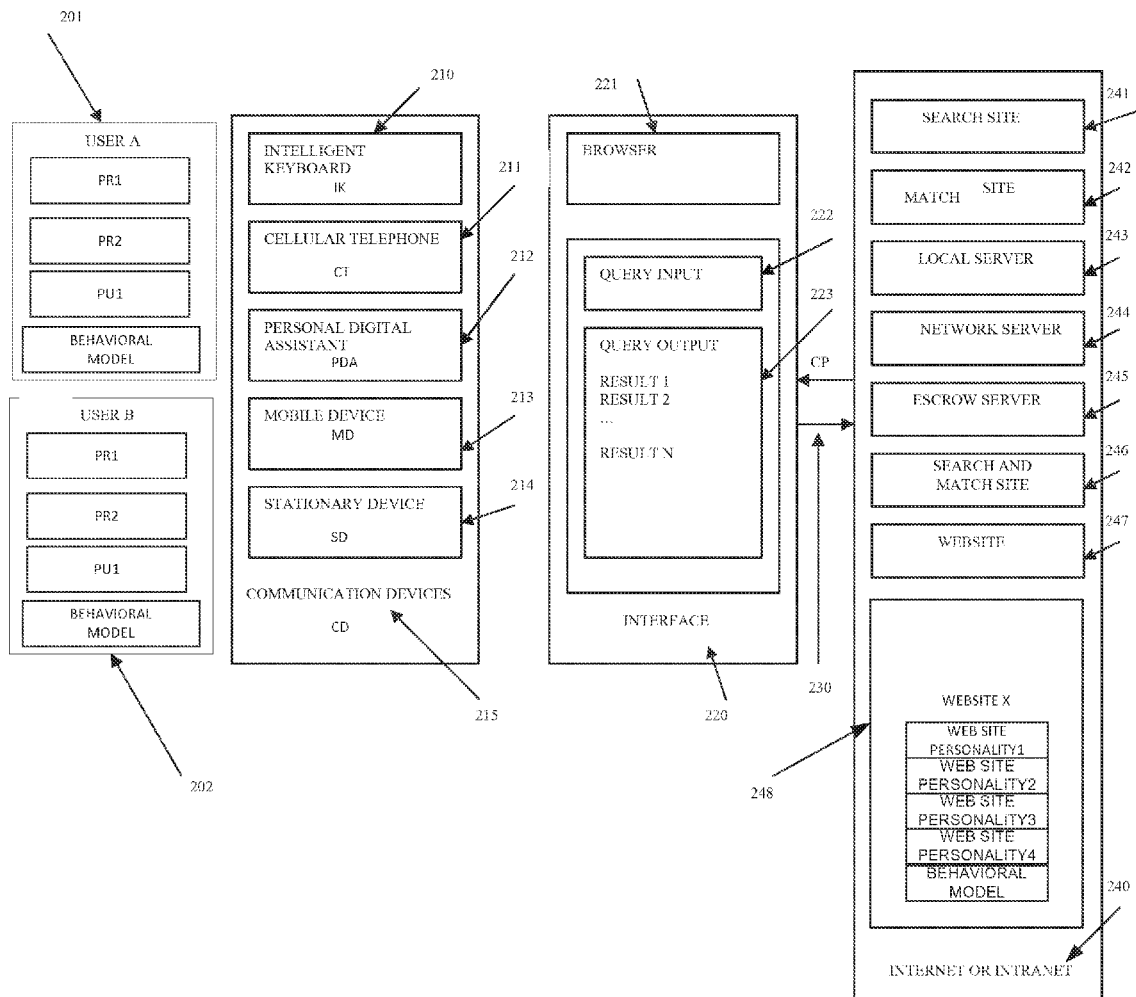 201
USER A
PR1
PR2
PU1
BEHAVIORAL
MODEL
USER B
PR1
PR2
PU1
BEHAVIORAL
MODEL
202
210
INTELLIGENT
KEYBOARD
IK
211
CELLULAR TELEPHONE
CT
212
PERSONAL DIGITAL
ASSISTANT
PDA
213
MOBILE DEVICE
MD
214
STATIONARY DEVICE
SD
COMMUNICATION DEVICES
CD
215
221
BROWSER
222
QUERY INPUT
223
QUERY OUTPUT
RESULT 1
RESULT 2
...
RESULT N
INTERFACE
220
CP
230
241
SEARCH SITE
242
MATCH SITE
243
LOCAL SERVER
244
NETWORK SERVER
245
ESCROW SERVER
246
SEARCH AND
MATCH SITE
247
WEBSITE
WEBSITE X
WEB SITE
PERSONALITY1
WEB SITE
PERSONALITY2
WEB SITE
PERSONALITY3
WEB SITE
PERSONALITY4
BEHAVIORAL
MODEL
248
240
INTERNET OR INTRANET